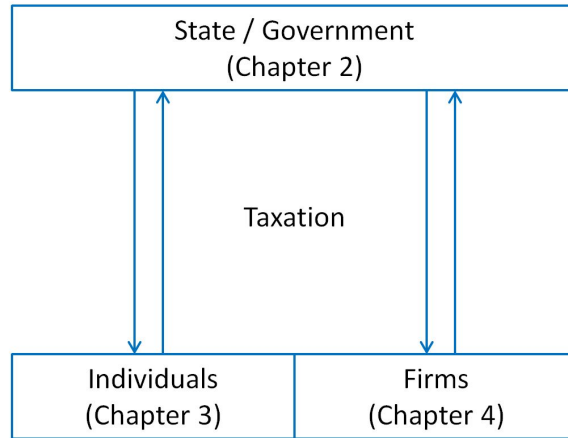 State / Government
(Chapter 2)
Taxation
Individuals
(Chapter 3)
Firms
(Chapter 4)